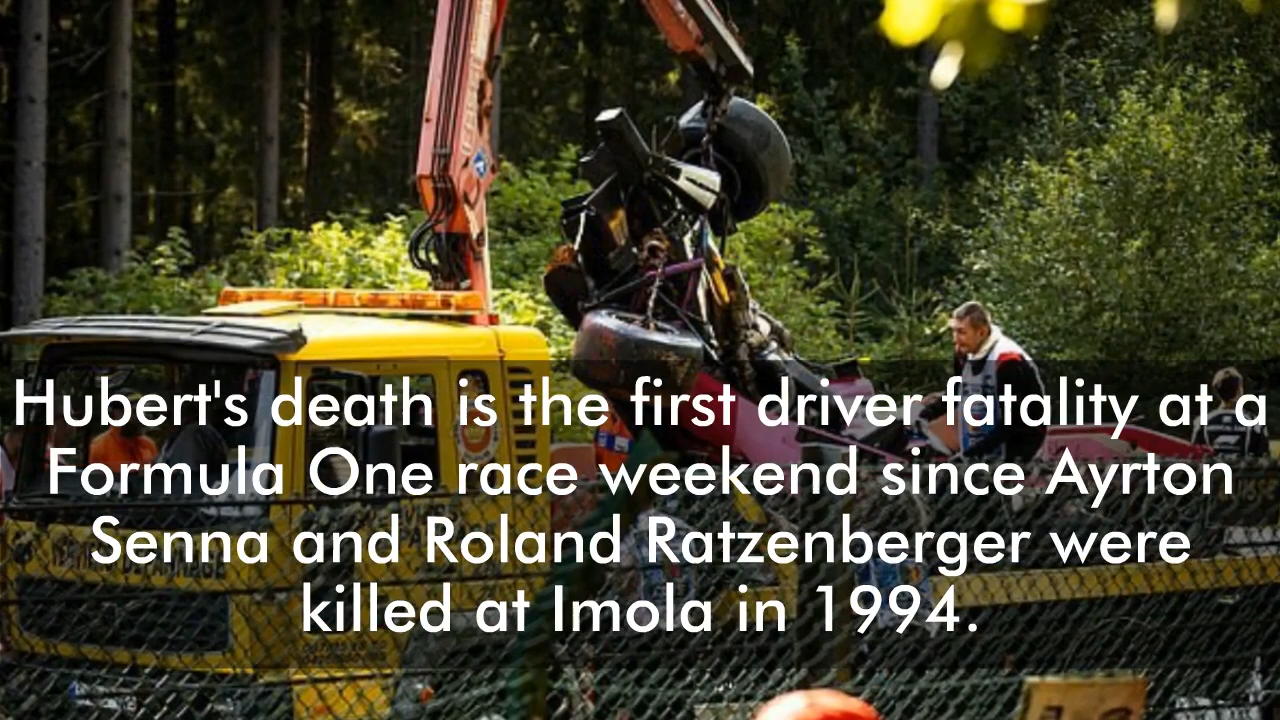 Hubert's death is the first driver fatality at a
Formula One race weekend since Ayrton
Senna and Roland Ratzenberger were
killed at Imola in 1994.